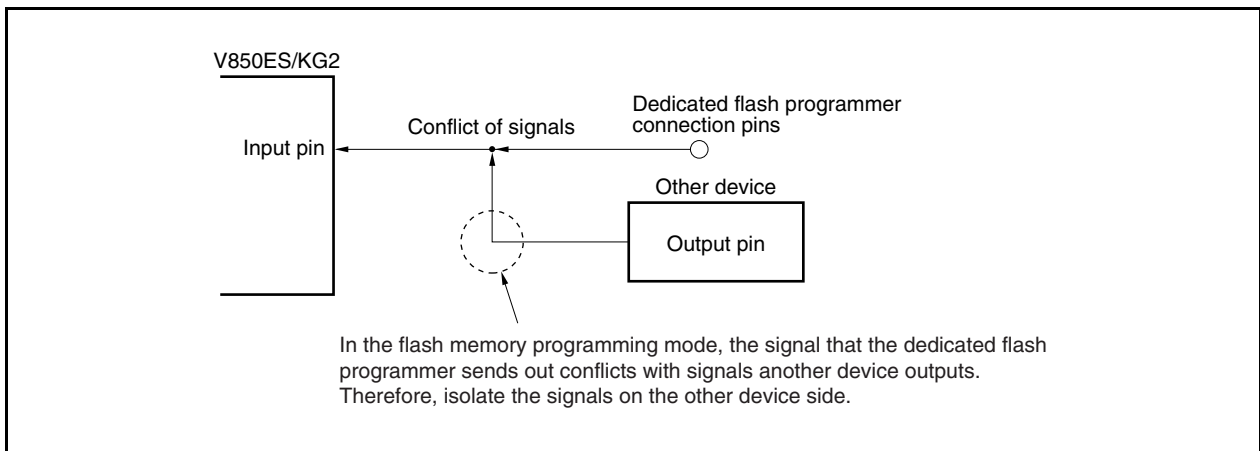 V850ES/KG2
Input pin
Conflict of signals
Dedicated flash programmer
connection pins
Other device
Output pin
In the flash memory programming mode, the signal that the dedicated flash
programmer sends out conflicts with signals another device outputs.
Therefore, isolate the signals on the other device side.